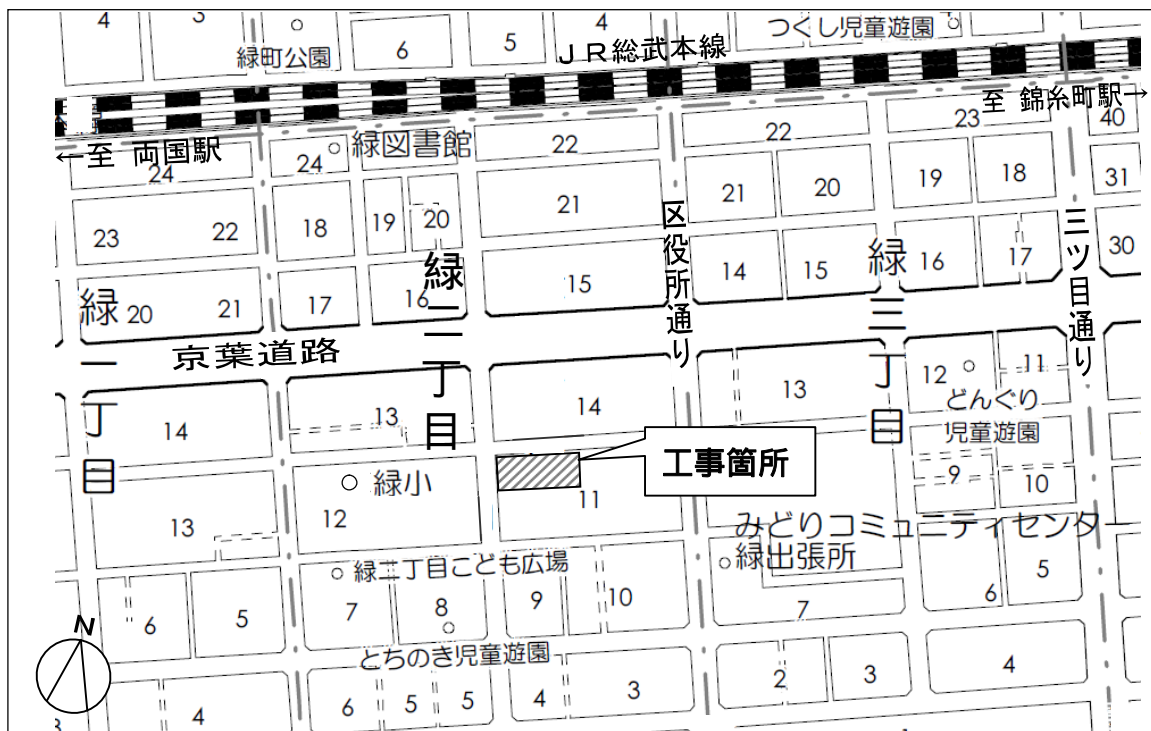 4
3
4
4
つくし児童遊園
緑町公園
6
5
JR総武本線
至 錦糸町駅→
←至 両国駅
24
24
緑図書館
22
22
23
40
23
22
18
19
20
21
21
20
19
18
31
区役所通り
三ツ目通り
緑一丁目
20
21
17
16
緑二丁目
15
14
15
緑三丁目
16
17
30
京葉道路
14
13
14
13
12
11
どんぐり
児童遊園
工事箇所
13
緑小
12
11
9
10
みどりコミュニティセンター
緑出張所
緑二丁目こども広場
6
5
7
8
9
10
7
6
5
とちのき児童遊園
N
4
6
5
5
4
3
2
3
4